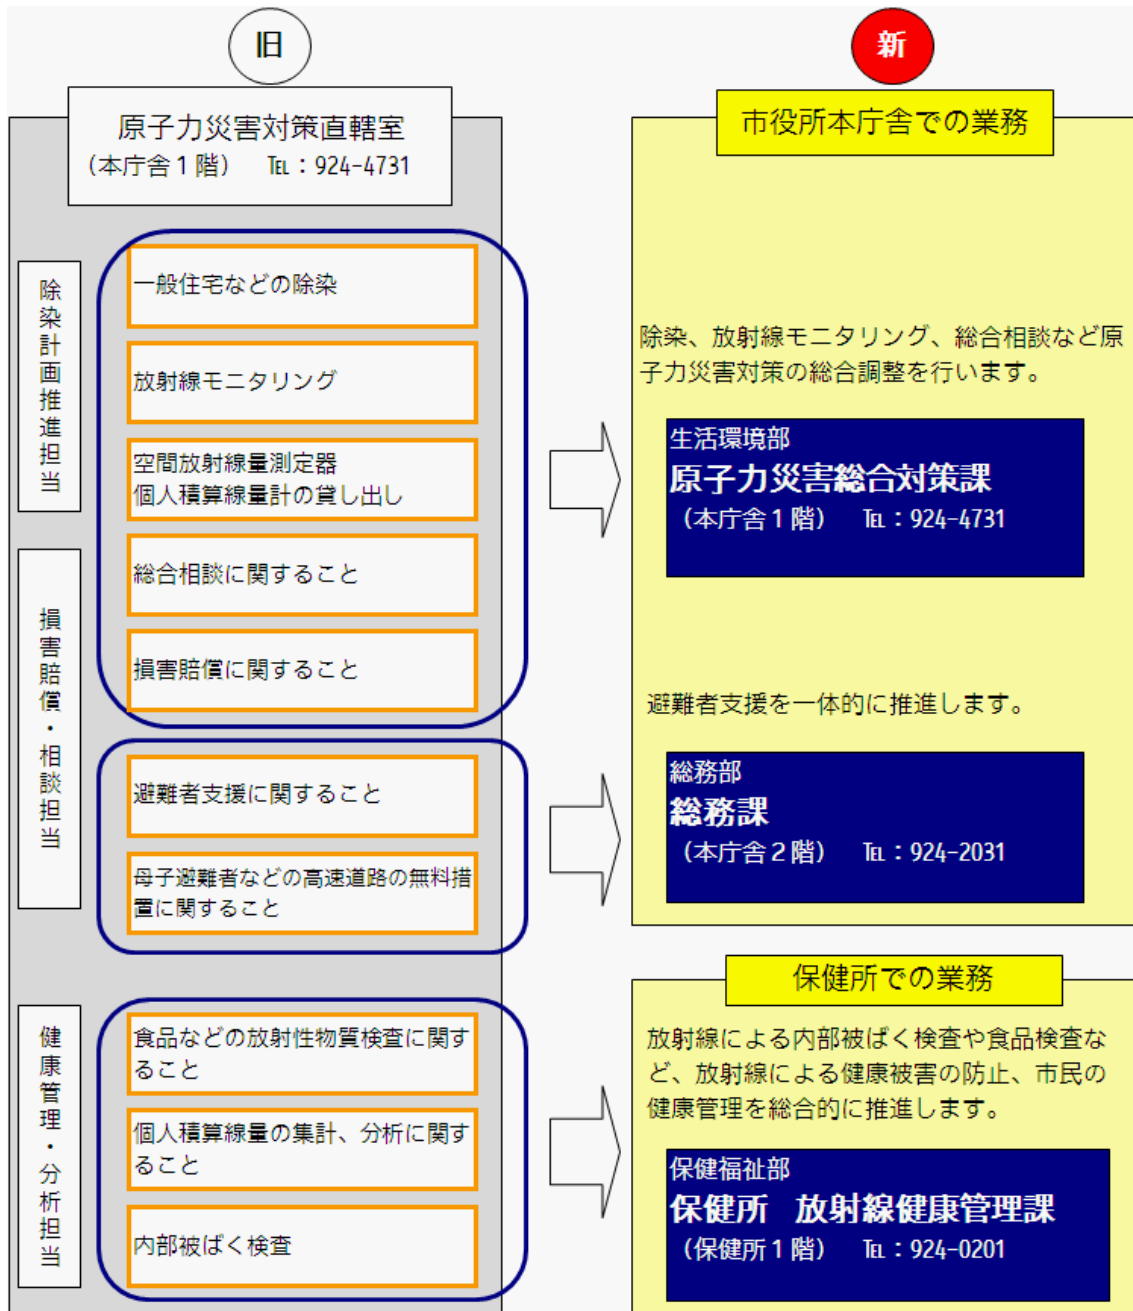 旧
原子力災害対策直轄室
（本庁舎１階）　℡：924-4731
除染計画推進担当
一般住宅などの除染
放射線モニタリング
空間放射線量測定器
個人積算線量計の貸し出し
損害賠償・相談担当
総合相談に関すること
損害賠償に関すること
避難者支援に関すること
母子避難者などの高速道路の無料措
置に関すること
健康管理・分析担当
食品などの放射性物質検査に関す
ること
個人積算線量の集計、分析に関す
ること
内部被ばく検査
新
市役所本庁舎での業務
除染、放射線モニタリング、総合相談など原
子力災害対策の総合調整を行います。
生活環境部
原子力災害総合対策課
（本庁舎１階）　℡：924-4731
避難者支援を一体的に推進します。
総務部
総務課
（本庁舎２階）　℡：924-2031
保健所での業務
放射線による内部被ばく検査や食品検査な
ど、放射線による健康被害の防止、市民の
健康管理を総合的に推進します。
保健福祉部
保健所　放射線健康管理課
（保健所１階）　℡：924-0201